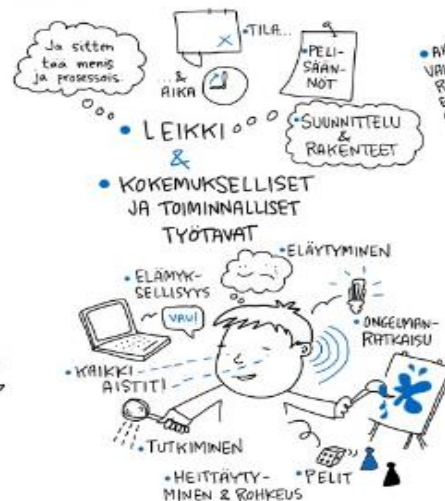 Ja sitten
tää menis
ja prosessois.
• TILA...
...&
AIKA
• PELI-
SÄÄN-
NÖT
• LEIKKI
• SUUNNITTELU
&
RAKENTEET
&
• KOKEMUKSELLISET
JA TOIMINNALLISET
TYÖTAVAT
• ELÄYTYMINEN
• ELÄMYK-
SELLISYYS
VAU!
• ONGELMAN-
RATKAISU
• KAIKKI
AISTIT!
• TUTKIMINEN
• HEITTÄYTY-
MINEN & ROHKEUS
• PELIT